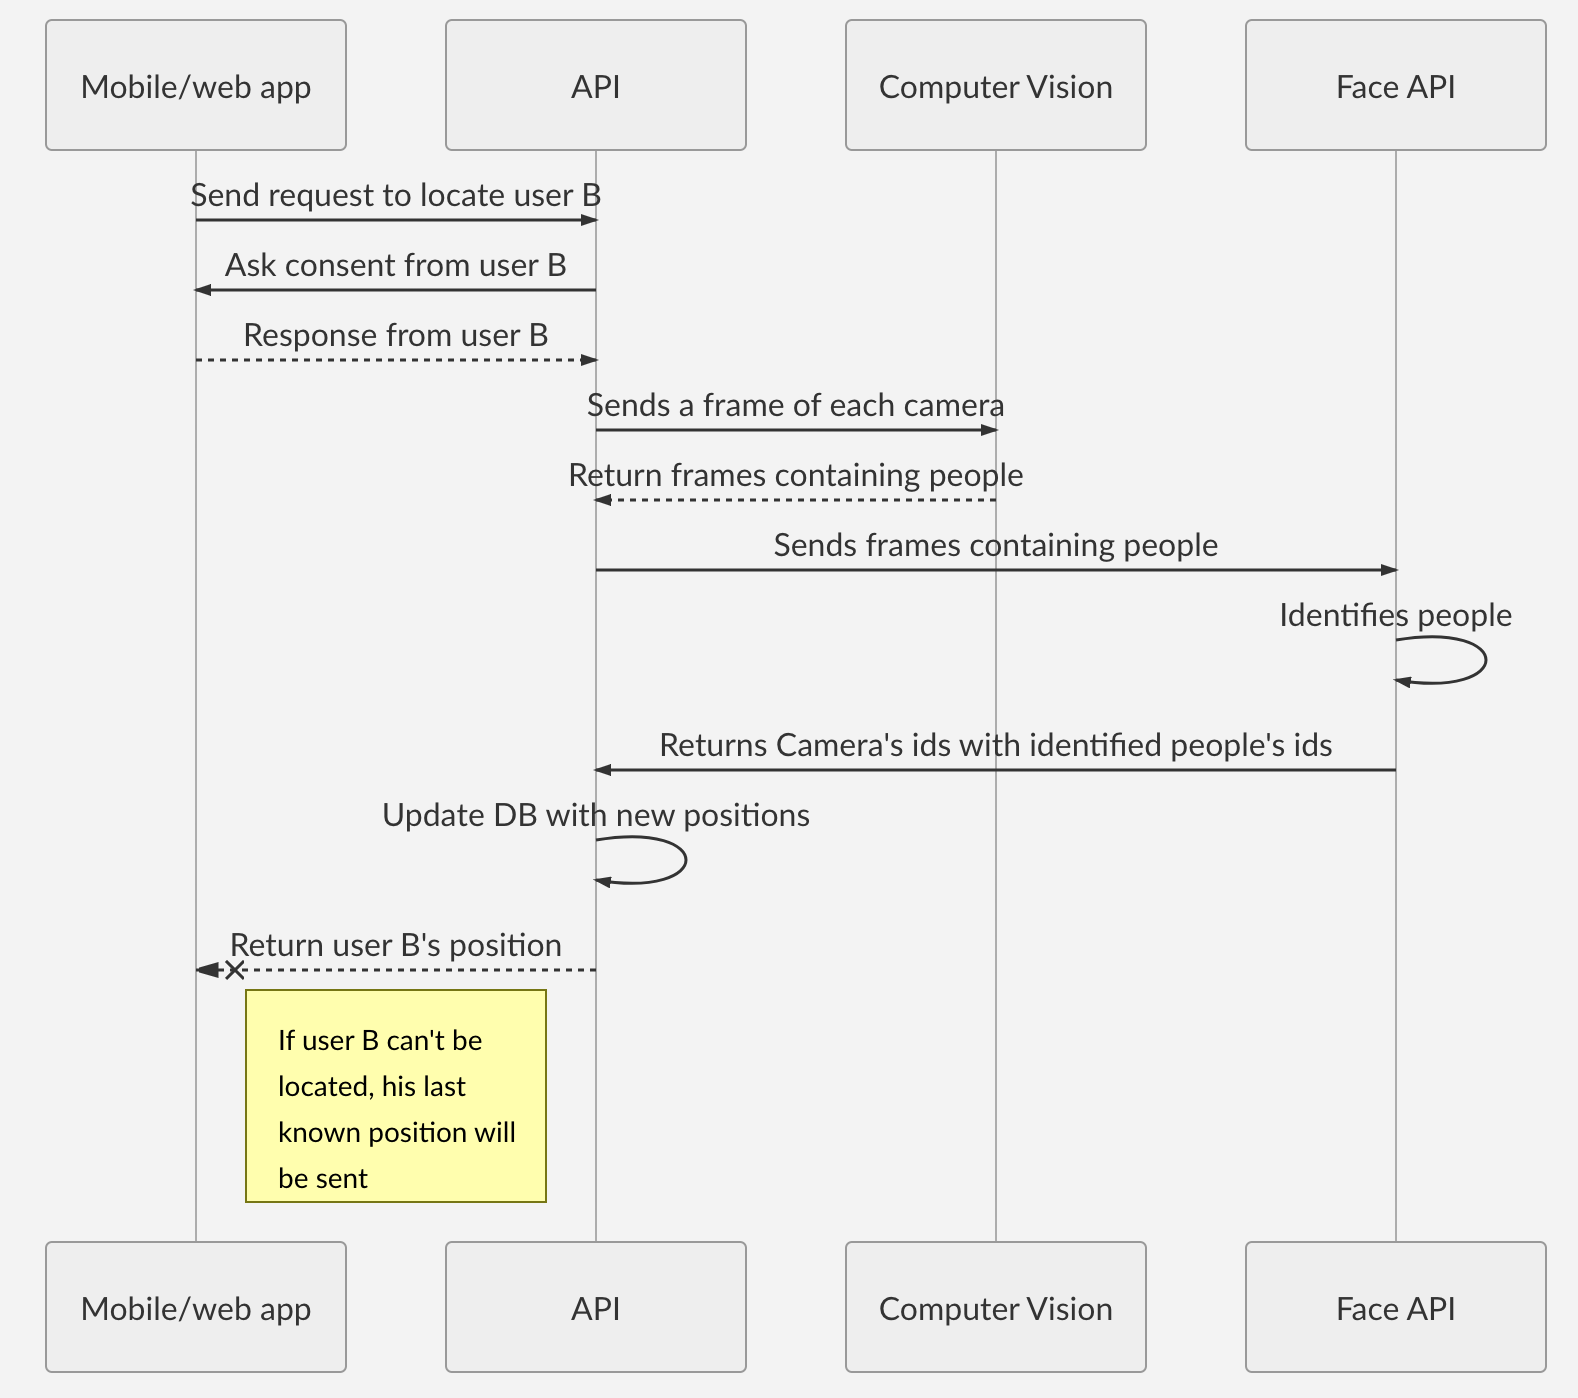 Mobile/web app
API
Computer Vision
Face API
Send request to locate user B
Ask consent from user B
Response from user B
Sends a frame of each camera
Return frames containing people
Sends frames containing people
Identifies people
Returns Camera's ids with identified people's ids
Update DB with new positions
Return user B's position
If user B can't be
located, his last
known position will
be sent
Mobile/web app
API
Computer Vision
Face API